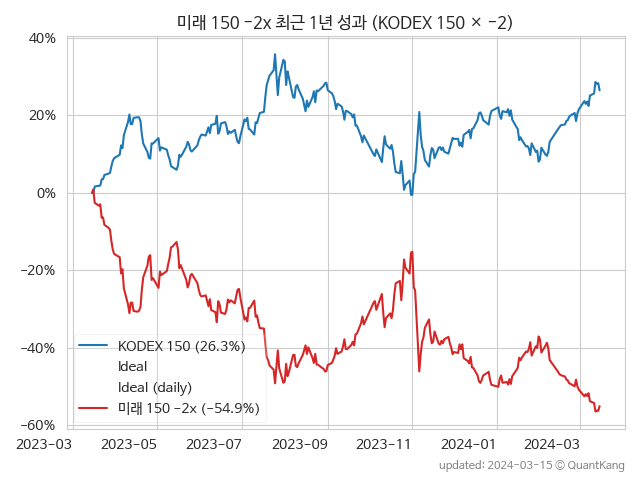 미래 150 −2x 최근 1년 성과 (KODEX 150 × −2)
40%
20%
0%
−20%
−40%
−60%
KODEX 150 (26.3%)
Ideal
Ideal (daily)
미래 150 −2x (−54.9%)
2023-03
2023-05
2023-07
2023-09
2023-11
2024-01
2024-03
updated: 2024-03-15 ⓒ QuantKang